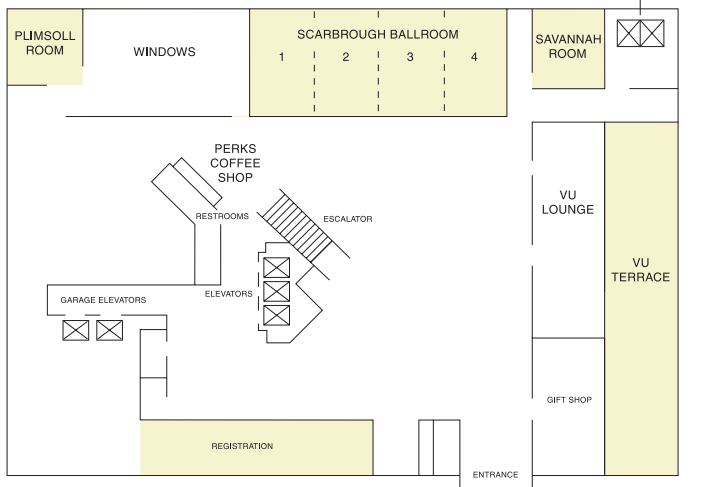 PLIMSOLL
ROOM
WINDOWS
SCARBROUGH BALLROOM
1 2 3 4
SAVANNAH
ROOM
PERKS
COFFEE
SHOP
RESTROOMS
ESCALATOR
VU
LOUNGE
VU
TERRACE
ELEVATORS
GARAGE ELEVATORS
GIFT SHOP
REGISTRATION
ENTRANCE